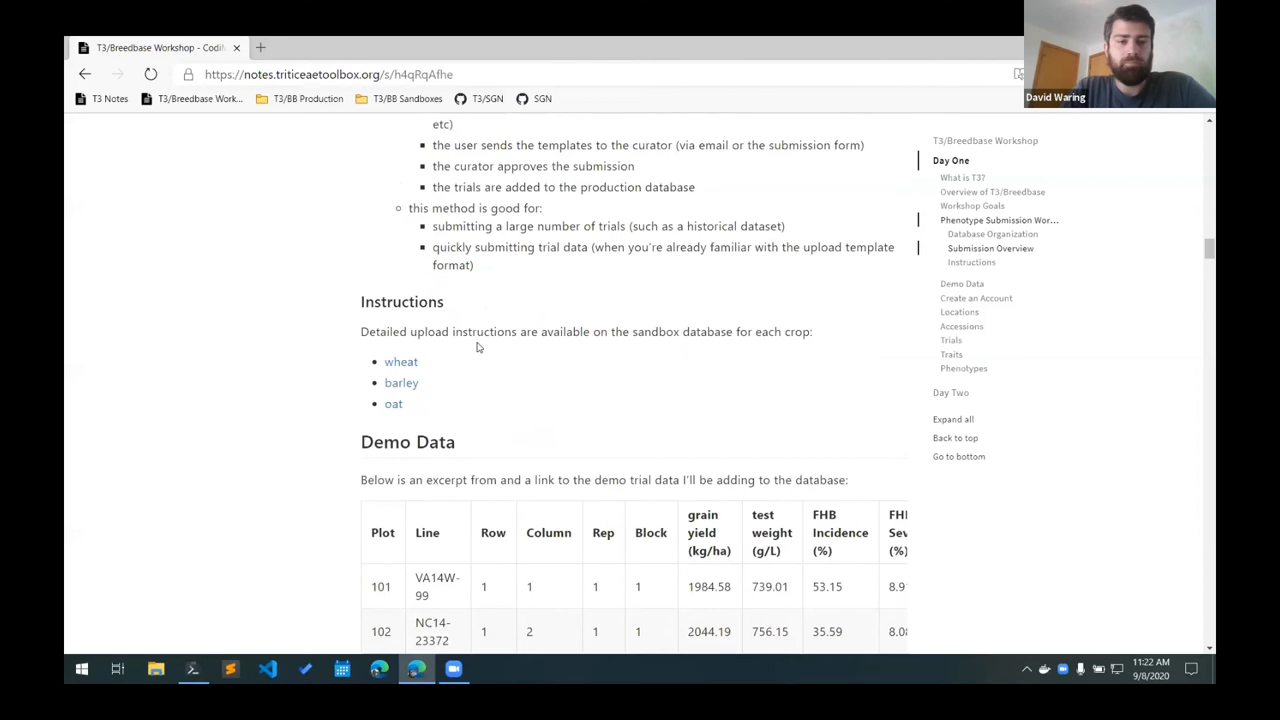 T3/Breedbase Workshop - Codi
https://notes.triticeaetoolbox.org/s/h4qRqAfhe
David Waring
T3 Notes
T3/Breedbase Work...
T3/BB Production
T3/BB Sandboxes
T3/SGN
SGN
etc)
the user sends the templates to the curator (via email or the submission form)
the curator approves the submission
the trials are added to the production database
this method is good for:
submitting a large number of trials (such as a historical dataset)
quickly submitting trial data (when you're already familiar with the upload template
format)
Instructions
Detailed upload instructions are available on the sandbox database for each crop:
wheat
barley
oat
Demo Data
Below is an excerpt from and a link to the demo trial data I'll be adding to the database:
Plot Line Row Column Rep Block grain yield (kg/ha) test weight (g/L) FHB Incidence (%) FHB Sev (%)
101 VA14W-99 1 1 1 1 1984.58 739.01 53.15 8.9
102 NC14-23372 1 2 1 1 2044.19 756.15 35.59 8.0
T3/Breedbase Workshop
Day One
What is T3?
Overview of T3/Breedbase
Workshop Goals
Phenotype Submission Wor...
Database Organization
Submission Overview
Instructions
Demo Data
Create an Account
Locations
Accessions
Trials
Traits
Phenotypes
Day Two
Expand all
Back to top
Go to bottom
11:22 AM
9/8/2020